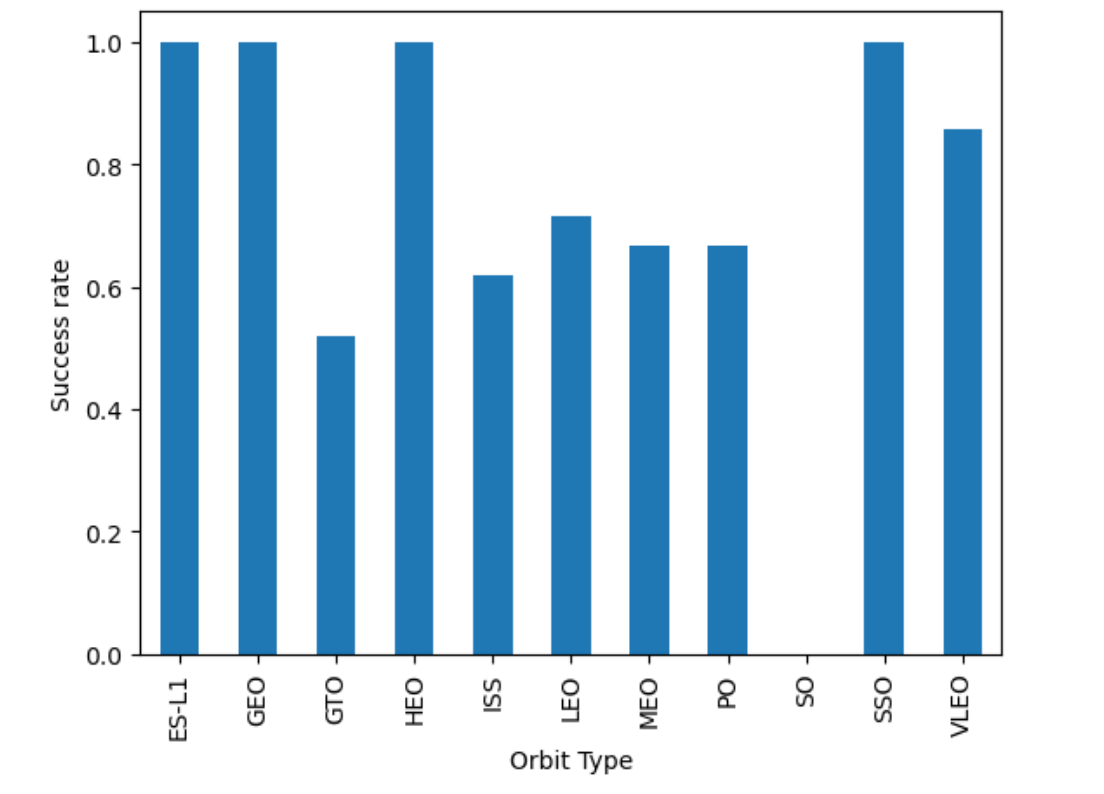 1.0
0.8
0.6
0.4
0.2
0.0
Success rate
ES-L1
GEO
GTO
HEO
ISS
LEO
MEO
PO
SO
SSO
VLEO
Orbit Type